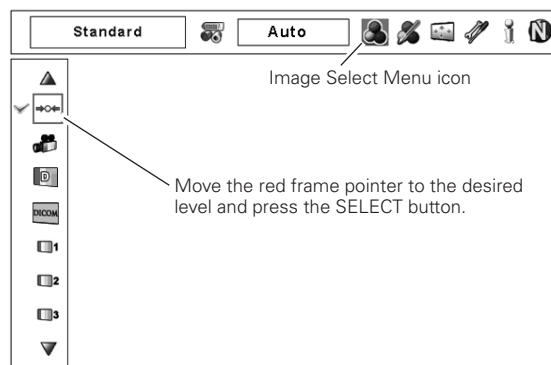 Standard
Auto
N
Image Select Menu icon
Move the red frame pointer to the desired
level and press the SELECT button.
D
DICOM
1
2
3